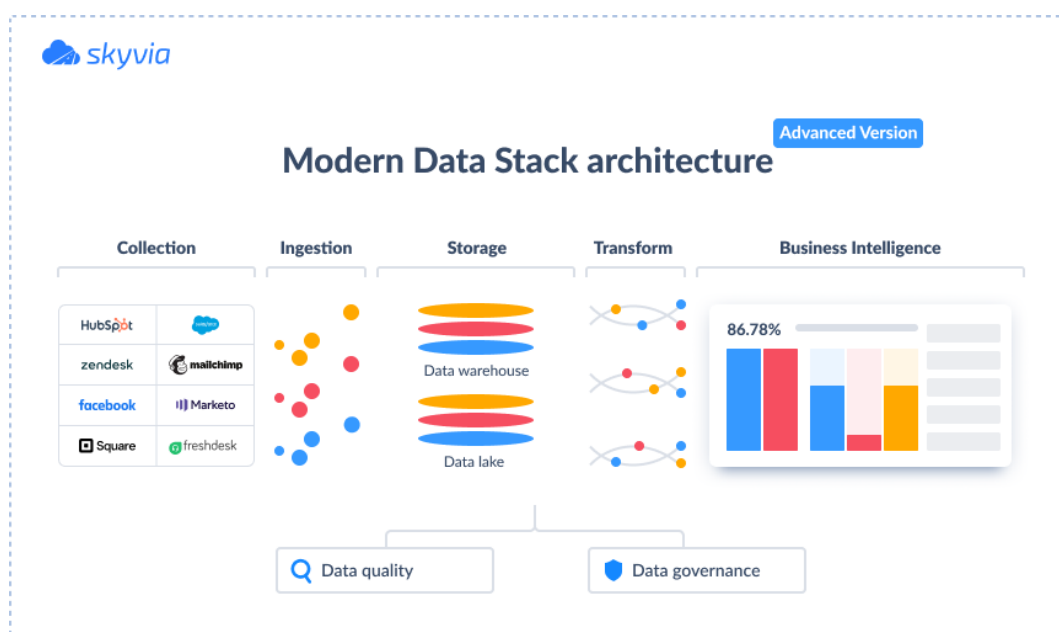 skyvia
Advanced Version
Modern Data Stack architecture
Collection
Ingestion
Storage
Transform
Business Intelligence
HubSpot
salesforce
zendesk
mailchimp
facebook
Marketo
Square
freshdesk
Data warehouse
Data lake
86.78%
Data quality
Data governance